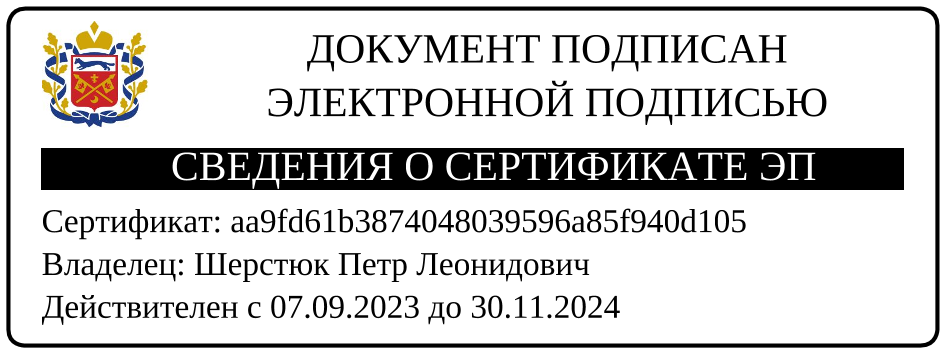 ДОКУМЕНТ ПОДПИСАН
ЭЛЕКТРОННОЙ ПОДПИСЬЮ
СВЕДЕНИЯ О СЕРТИФИКАТЕ ЭП
Сертификат: aa9fd61b3874048039596a85f940d105
Владелец: Шерстюк Петр Леонидович
Действителен с 07.09.2023 до 30.11.2024